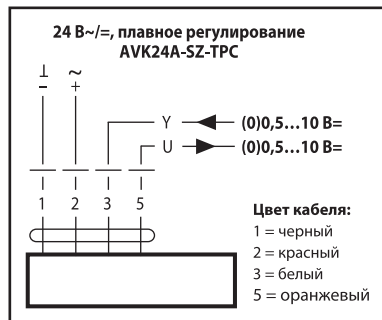 24 В~/=, плавное регулирование
AVK24A-SZ-TPC
⊥ ~
- +
Y (0)0,5...10 В=
U (0)0,5...10 В=
1 2 3 5
Цвет кабеля:
1 = черный
2 = красный
3 = белый
5 = оранжевый